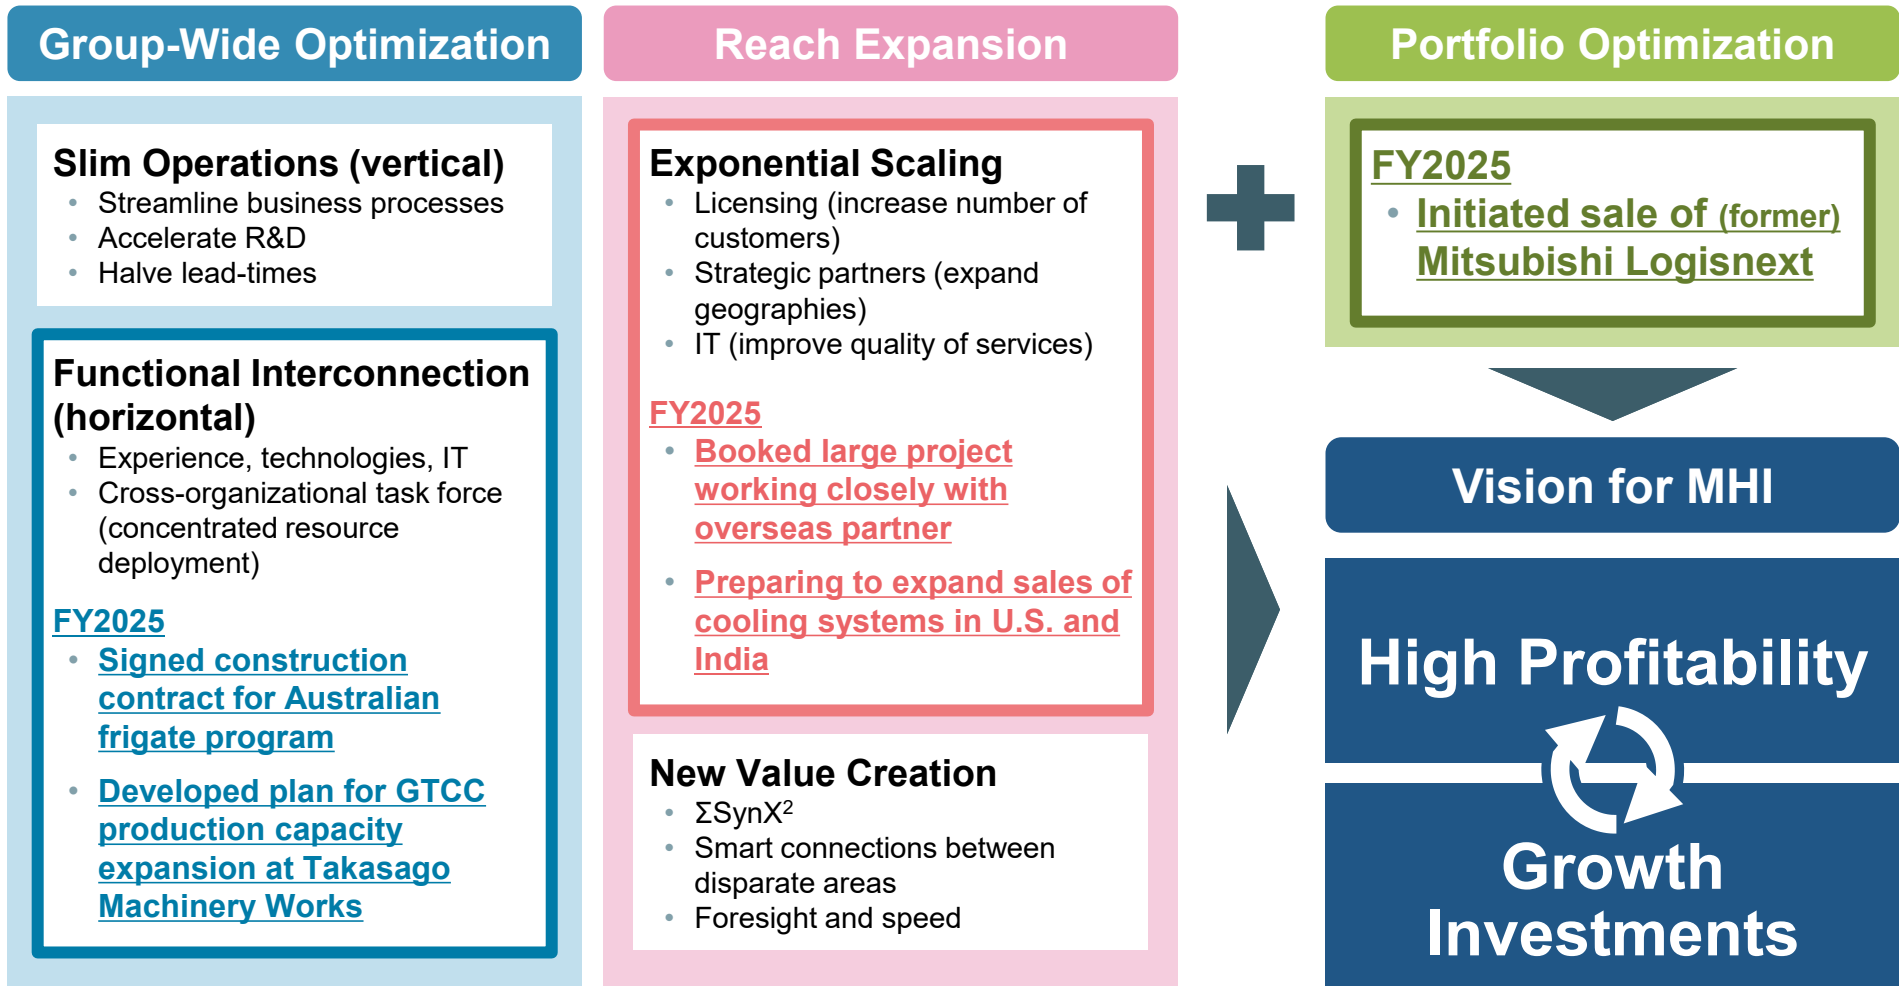 Group-Wide Optimization
Slim Operations (vertical)
• Streamline business processes
• Accelerate R&D
• Halve lead-times
Functional Interconnection
(horizontal)
• Experience, technologies, IT
• Cross-organizational task force
(concentrated resource
deployment)
FY2025
• Signed construction
contract for Australian
frigate program
• Developed plan for GTCC
production capacity
expansion at Takasago
Machinery Works
Reach Expansion
Exponential Scaling
• Licensing (increase number of
customers)
• Strategic partners (expand
geographies)
• IT (improve quality of services)
FY2025
• Booked large project
working closely with
overseas partner
• Preparing to expand sales of
cooling systems in U.S. and
India
New Value Creation
• ΣSynX²
• Smart connections between
disparate areas
• Foresight and speed
Portfolio Optimization
FY2025
• Initiated sale of (former)
Mitsubishi Logisnext
Vision for MHI
High Profitability
Growth
Investments